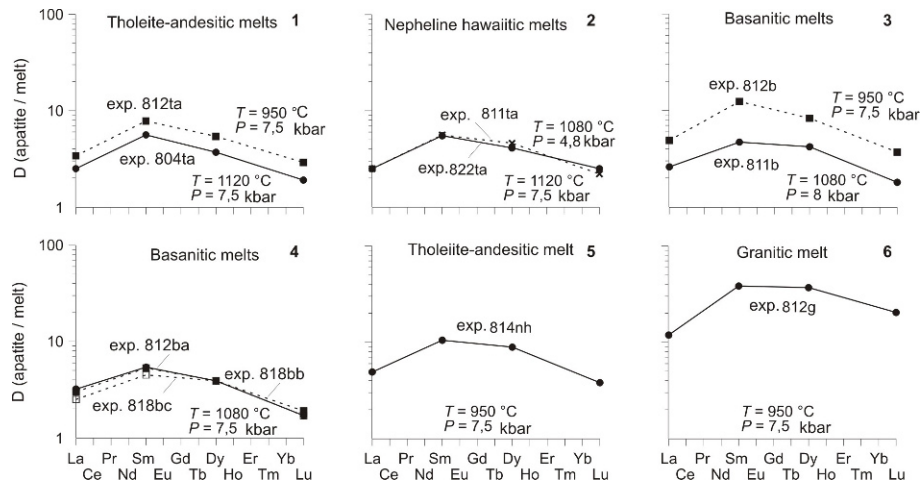 Tholeite-andesitic melts 1
100
10
1
D (apatite / melt)
exp. 812ta
T = 950 °C
P = 7,5 kbar
exp. 804ta
T = 1120 °C
P = 7,5 kbar
Nepheline hawaiitic melts 2
exp. 811ta
T = 1080 °C
P = 4,8 kbar
exp. 822ta
T = 1120 °C
P = 7,5 kbar
Basanitic melts 3
exp. 812b
T = 950 °C
P = 7,5 kbar
exp. 811b
T = 1080 °C
P = 8 kbar
Basanitic melts 4
100
10
1
D (apatite / melt)
exp. 812ba
exp. 818bb
exp. 818bc
T = 1080 °C
P = 7,5 kbar
Tholeiite-andesitic melt 5
exp. 814nh
T = 950 °C
P = 7,5 kbar
Granitic melt 6
exp. 812g
T = 950 °C
P = 7,5 kbar
La Pr Sm Gd Dy Er Yb
Ce Nd Eu Tb Ho Tm Lu
La Pr Sm Gd Dy Er Yb
Ce Nd Eu Tb Ho Tm Lu
La Pr Sm Gd Dy Er Yb
Ce Nd Eu Tb Ho Tm Lu